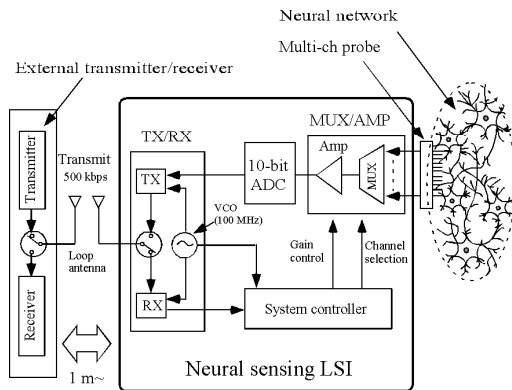 Neural network
Multi-ch probe
External transmitter/receiver
MUX/AMP
TX/RX
Amp
Transmitter
Transmit
500 kbps
TX
10-bit
ADC
MUX
VCO
(100 MHz)
Loop
antenna
Gain
control
Channel
selection
Receiver
RX
System controller
1 m~
Neural sensing LSI